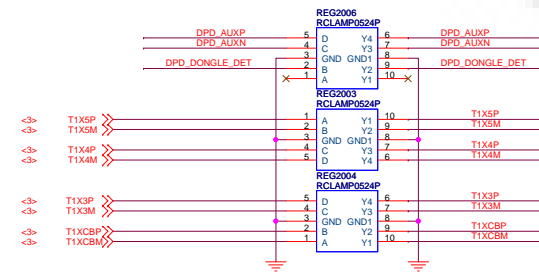 REG2006
RCLAMP0524P
DPD_AUXP 5 D Y4 6 DPD_AUXP
DPD_AUXN 4 C Y3 7 DPD_AUXN
3 GND GND1 8
DPD_DONGLE_DET 2 B Y2 9 DPD_DONGLE_DET
1 A Y1 10
REG2003
RCLAMP0524P
<3> T1X5P 1 A Y1 10 T1X5P
<3> T1X5M 2 B Y2 9 T1X5M
3 GND GND1 8
<3> T1X4P 4 C Y3 7 T1X4P
<3> T1X4M 5 D Y4 6 T1X4M
REG2004
RCLAMP0524P
<3> T1X3P 5 D Y4 6 T1X3P
<3> T1X3M 4 C Y3 7 T1X3M
3 GND GND1 8
<3> T1XCBP 2 B Y2 9 T1XCBP
<3> T1XCBM 1 A Y1 10 T1XCBM